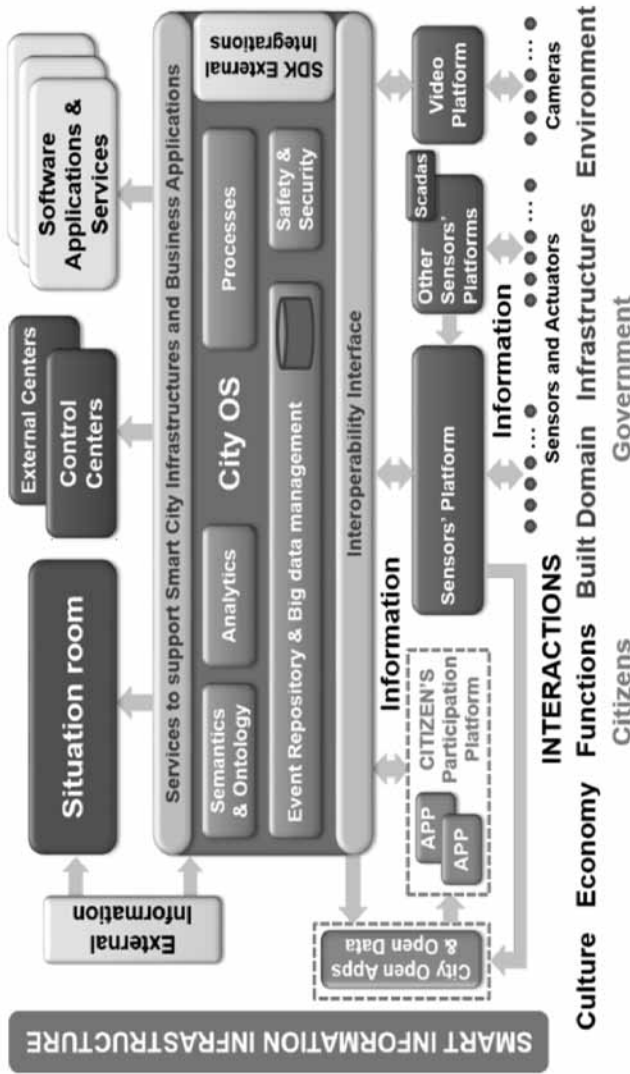 SMART INFORMATION INFRASTRUCTURE
External
Information
Situation room
External Centers
Control
Centers
Software
Applications &
Services
Services to support Smart City Infrastructures and Business Applications
Semantics
& Ontology
Analytics
City OS
Processes
SDK External
Integrations
Event Repository & Big data management
Safety &
Security
Interoperability Interface
City Open Apps
& Open Data
CITIZEN'S
Participation
Platform
APP
APP
Information
Sensors' Platform
Information
Other
Sensors'
Platforms
Scadas
Video
Platform
...
...
...
Sensors and Actuators
Cameras
INTERACTIONS
Culture Economy Functions Built Domain Infrastructures Environment
Citizens Government